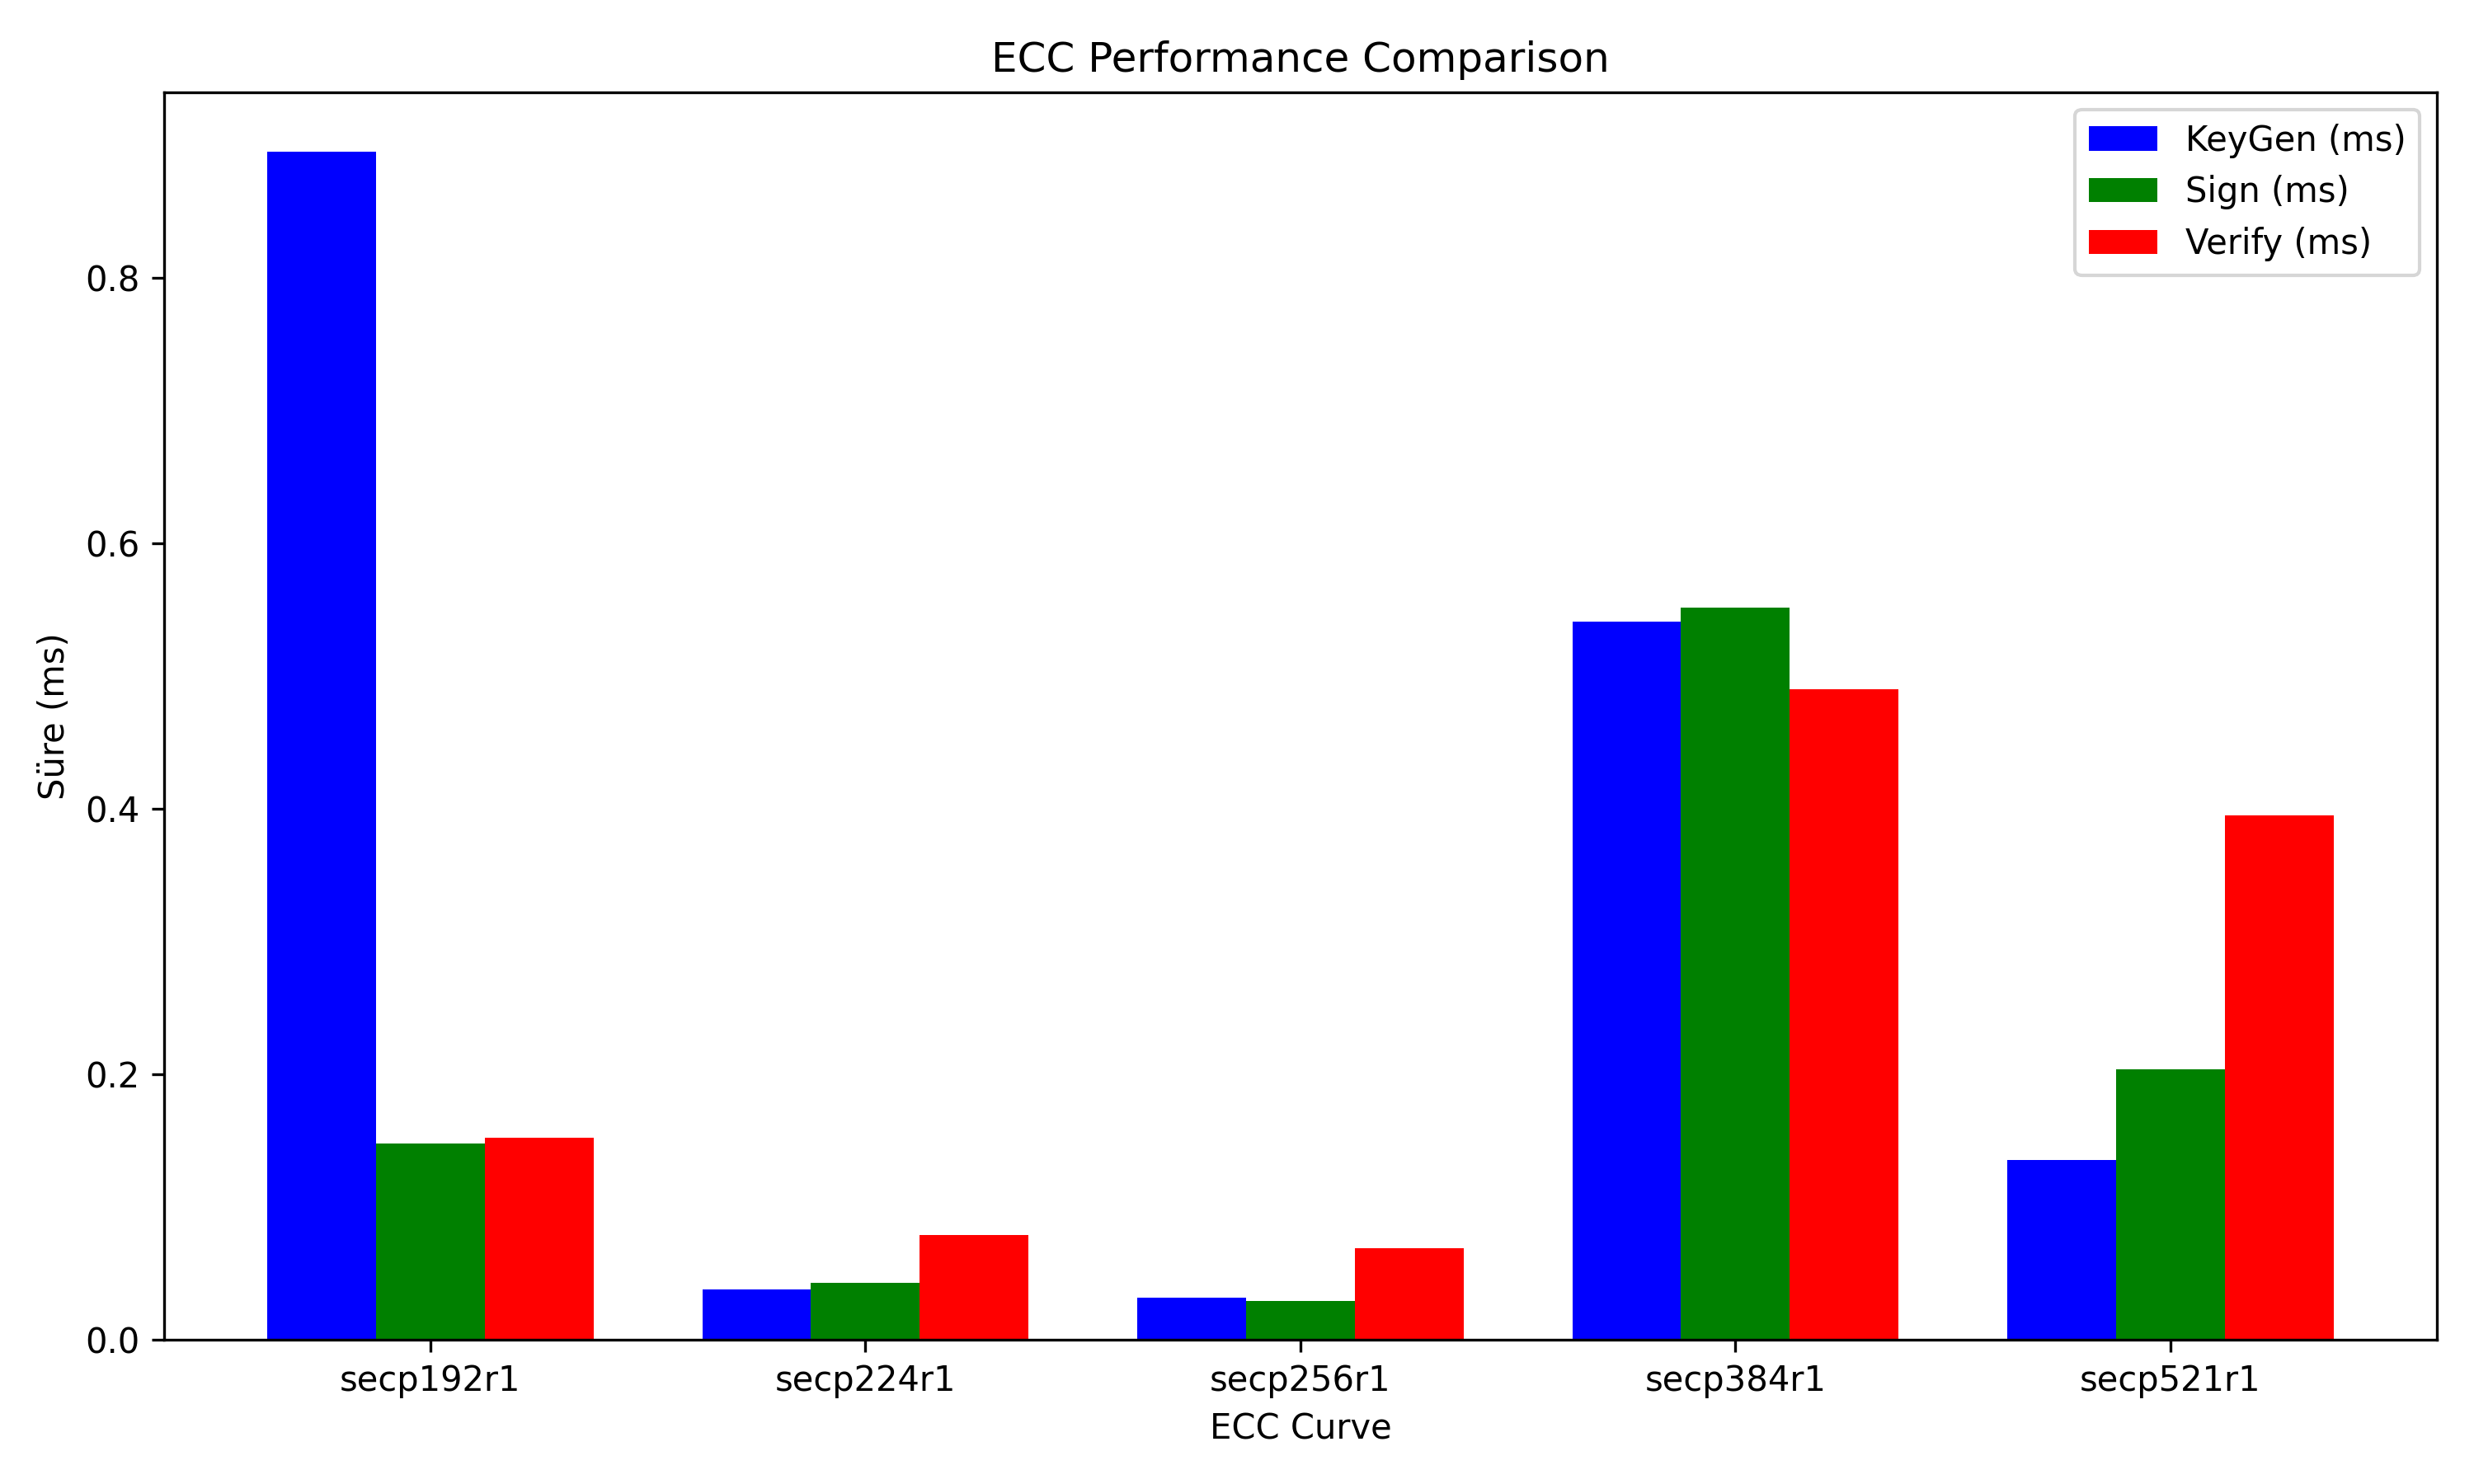 ECC Performance Comparison
KeyGen (ms)
Sign (ms)
Verify (ms)
Süre (ms)
0.8
0.6
0.4
0.2
0.0
secp192r1 secp224r1 secp256r1 secp384r1 secp521r1
ECC Curve